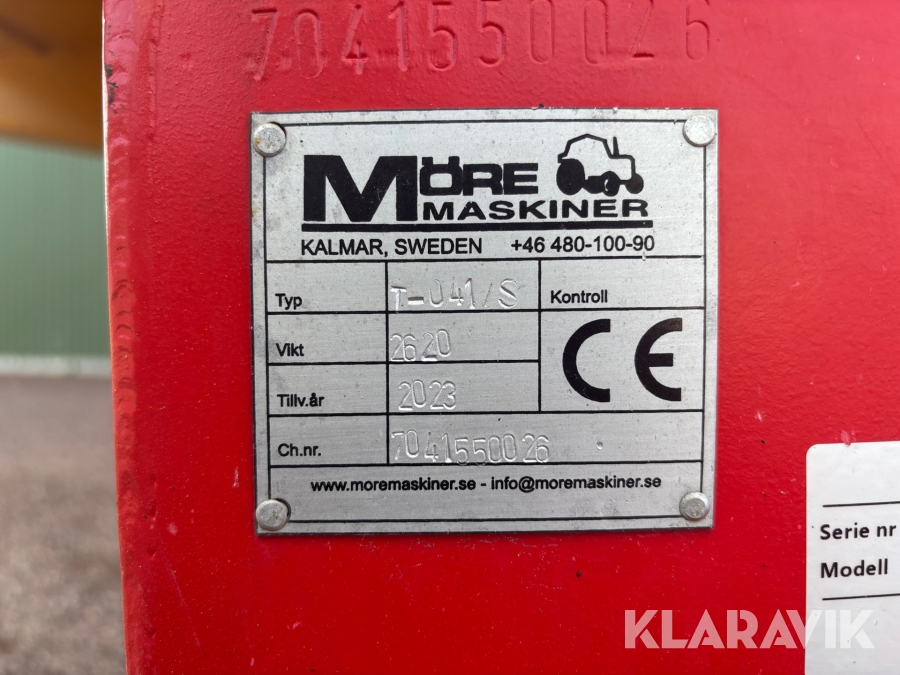 7041550026
MÖRE
MASKINER
KALMAR, SWEDEN +46 480-100-90
Typ T-041/S Kontroll
Vikt 2620 CE
Tillv.år 2023
Ch.nr. 7041550026
www.moremaskiner.se - info@moremaskiner.se
Serie nr
Modell
KLARAVIK